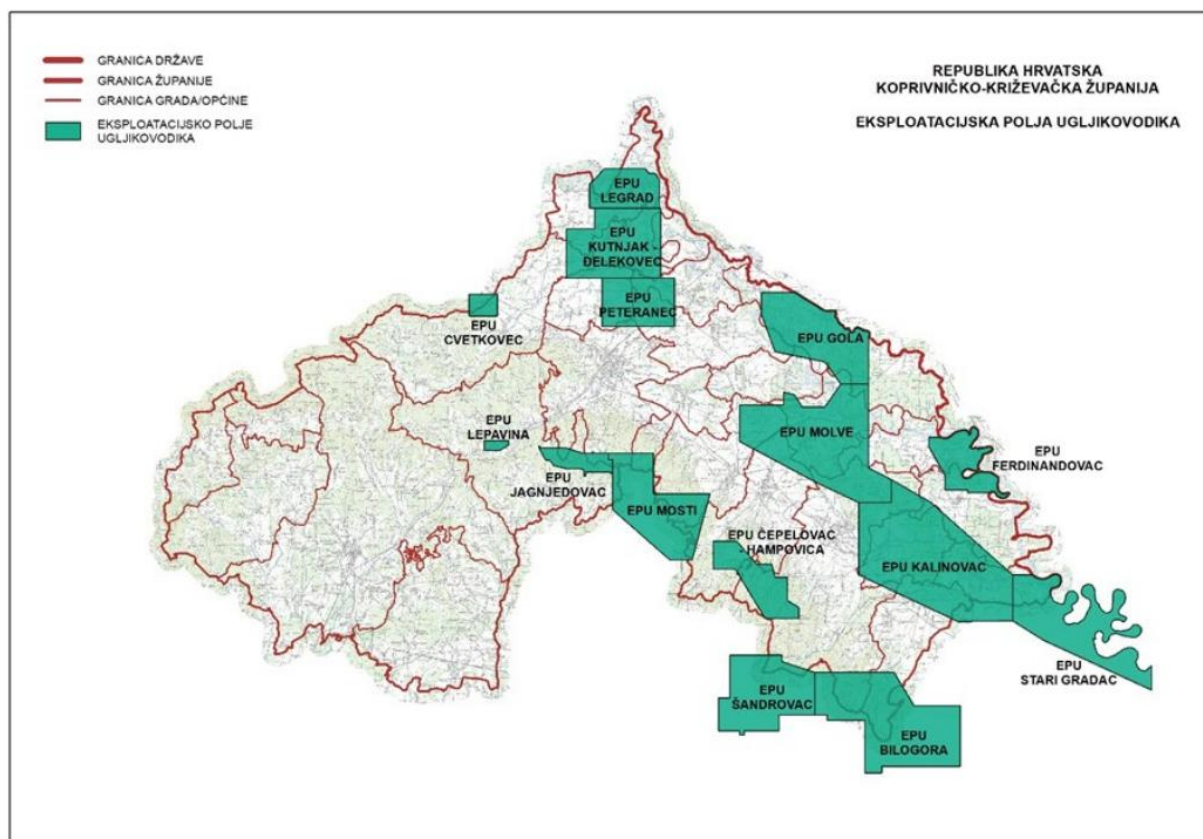 GRANICA DRŽAVE
GRANICA ŽUPANIJE
GRANICA GRADA/OPĆINE
EKSPLOATACIJSKO POLJE
UGLJIKOVODIKA
REPUBLIKA HRVATSKA
KOPRIVNIČKO-KRIŽEVAČKA ŽUPANIJA
EKSPLOATACIJSKA POLJA UGLJIKOVODIKA
EPU
LEGRAD
EPU
KUTNJAK -
ĐELEKOVEC
EPU
PETERANEC
EPU
CVETKOVEC
EPU GOLA
EPU
LEPAVINA
EPU MOLVE
EPU
FERDINANDOVAC
EPU
JAGNJEDOVAC
EPU MOSTI
EPU ČEPELOVAC
- HAMPOVICA
EPU KALINOVAC
EPU
STARI GRADAC
EPU
ŠANDROVAC
EPU
BILOGORA